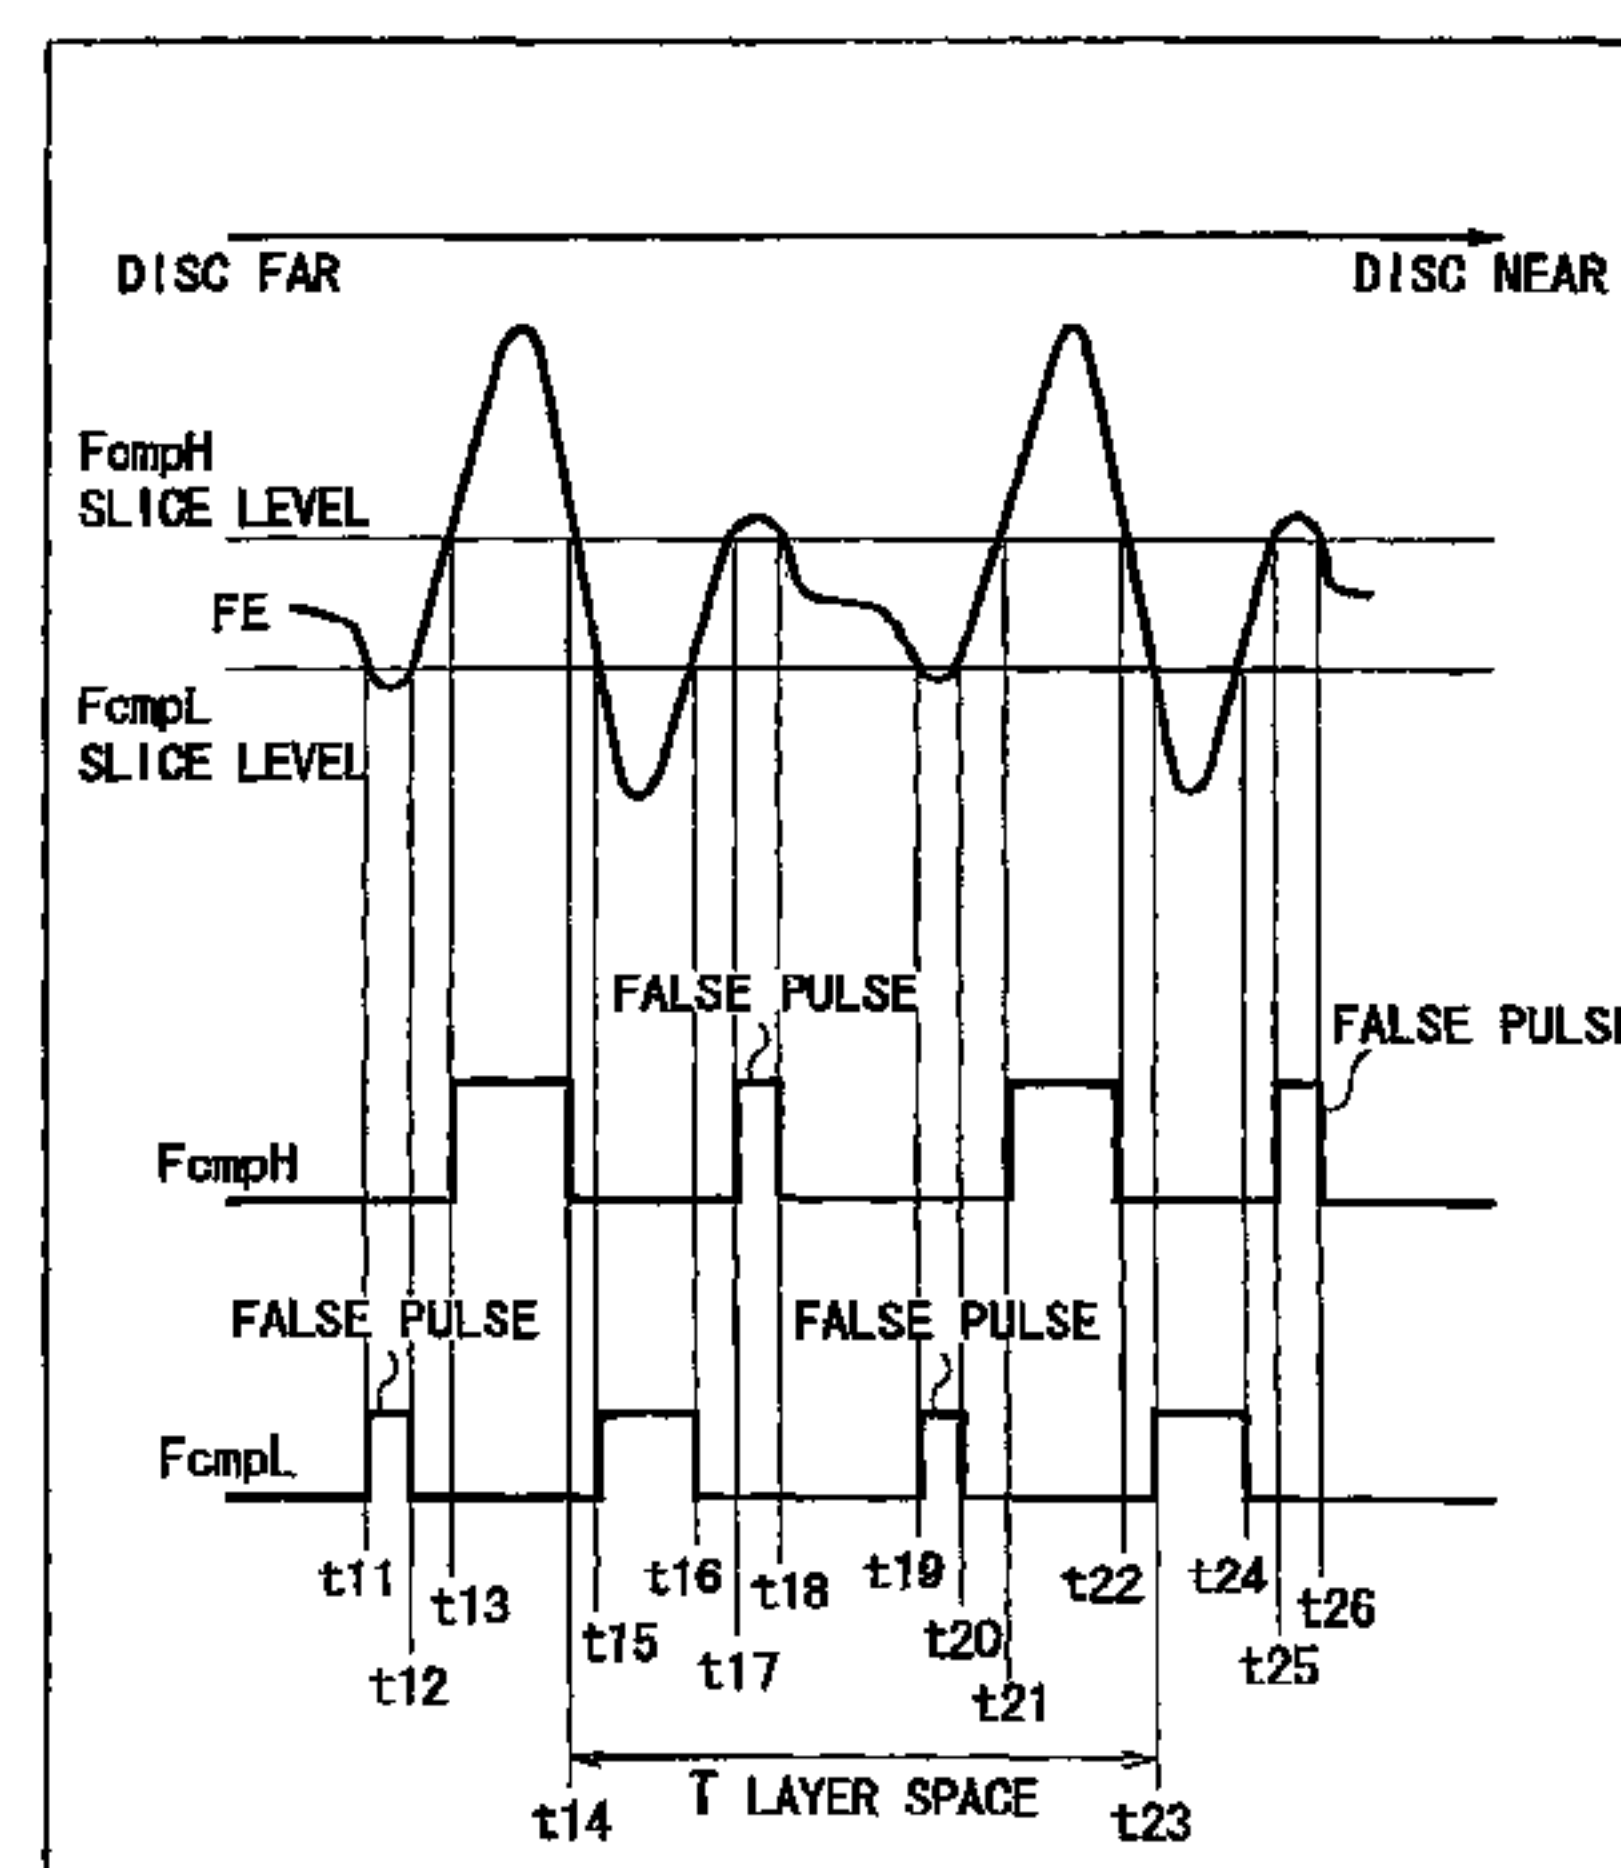 DISC FAR
DISC NEAR
FcmpH
SLICE LEVEL
FE
FcmpL
SLICE LEVEL
FALSE PULSE
FALSE PULSE
FcmpH
FALSE PULSE
FALSE PULSE
FcmpL
t11
t13
t16
t18
t19
t22
t24
t26
t15
t17
t20
t25
t12
t21
T LAYER SPACE
t14
t23